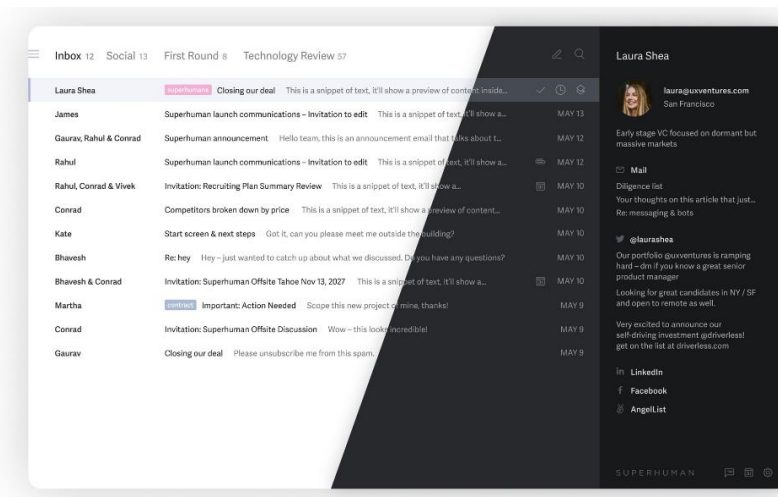 Inbox 12 Social 13 First Round 8 Technology Review 57
Laura Shea superhumans Closing our deal This is a snippet of text, it'll show a preview of content inside...
James Superhuman launch communications – Invitation to edit This is a snippet of text, it'll show a... MAY 13
Gaurav, Rahul & Conrad Superhuman announcement Hello team, this is an announcement email that talks about t... MAY 12
Rahul Superhuman launch communications – Invitation to edit This is a snippet of text, it'll show a... MAY 12
Rahul, Conrad & Vivek Invitation: Recruiting Plan Summary Review This is a snippet of text, it'll show a... MAY 10
Conrad Competitors broken down by price This is a snippet of text, it'll show a preview of content... MAY 10
Kate Start screen & next steps Got it, can you please meet me outside the building? MAY 10
Bhavesh Re: hey Hey – just wanted to catch up about what we discussed. Do you have any questions? MAY 10
Bhavesh & Conrad Invitation: Superhuman Offsite Tahoe Nov 13, 2027 This is a snippet of text, it'll show a... MAY 10
Martha contract Important: Action Needed Scope this new project of mine, thanks! MAY 9
Conrad Invitation: Superhuman Offsite Discussion Wow – this looks incredible! MAY 9
Gaurav Closing our deal Please unsubscribe me from this spam. MAY 9
Laura Shea
laura@uxventures.com
San Francisco
Early stage VC focused on dormant but
massive markets
Mail
Diligence list
Your thoughts on this article that just...
Re: messaging & bots
@laurashea
Our portfolio @uxventures is ramping
hard – dm if you know a great senior
product manager
Looking for great candidates in NY / SF
and open to remote as well.
Very excited to announce our
self-driving investment @driverless!
get on the list at driverless.com
LinkedIn
Facebook
AngelList
SUPERHUMAN